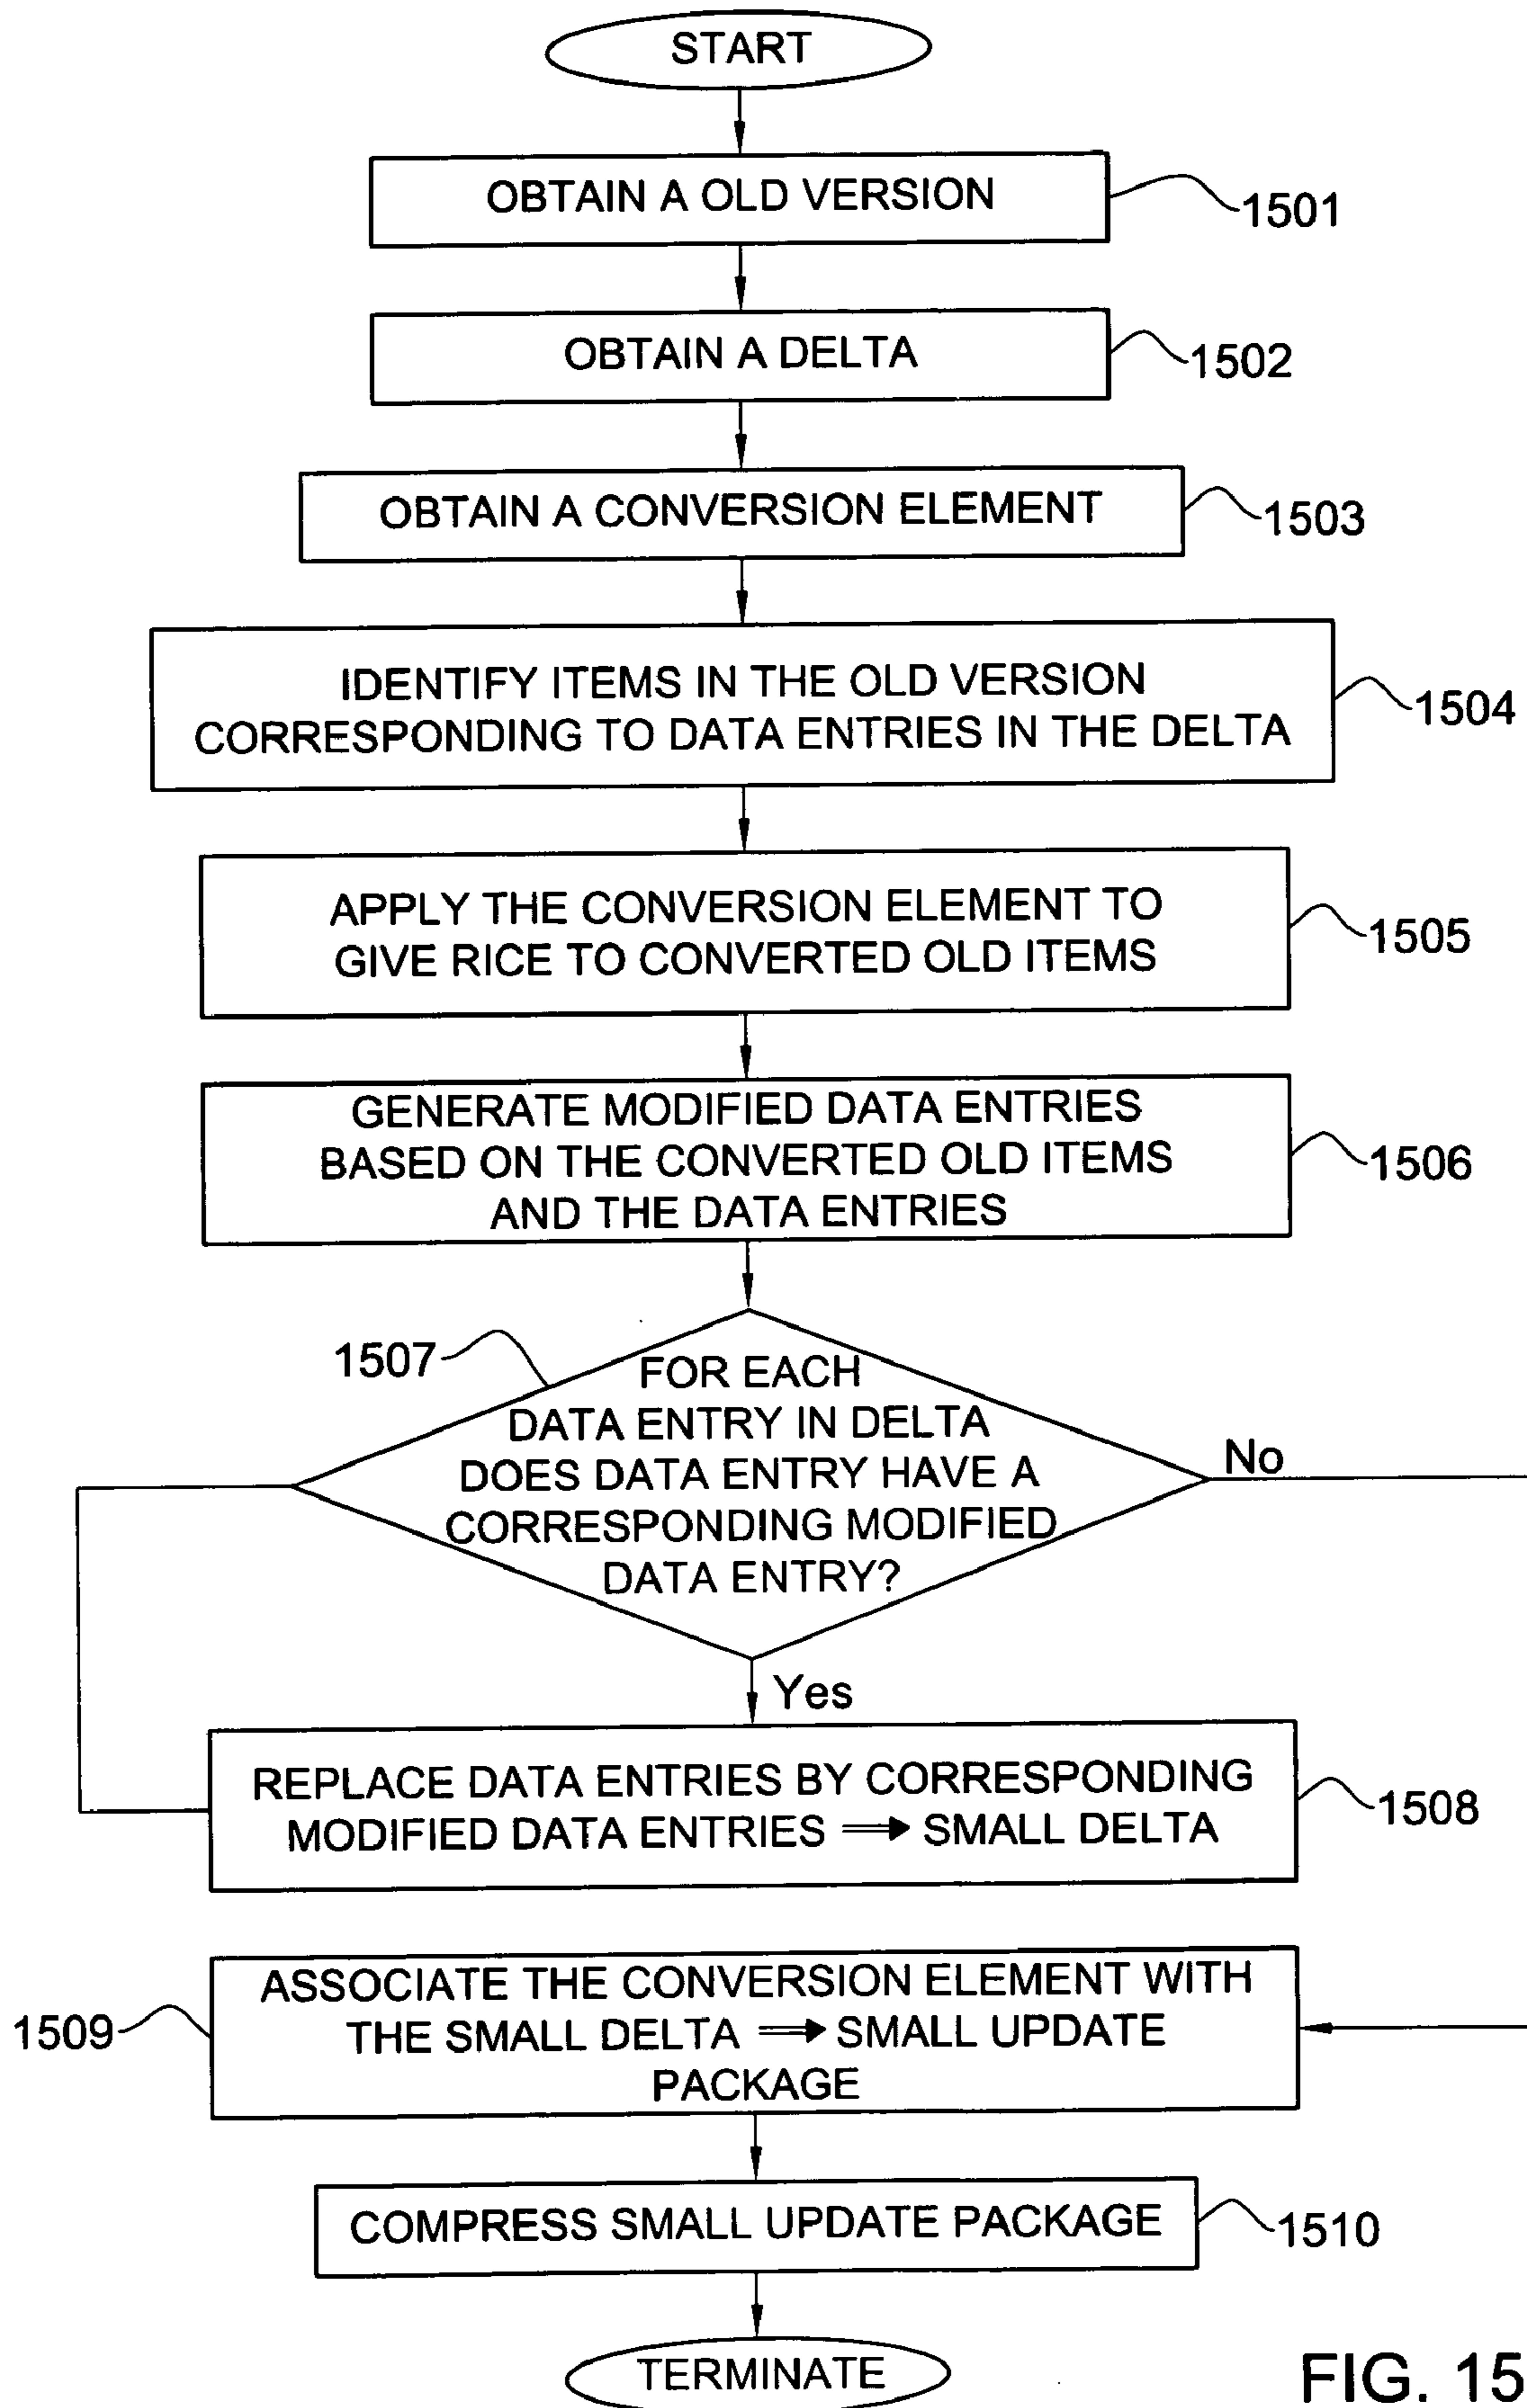 START
OBTAIN A OLD VERSION
1501
OBTAIN A DELTA
1502
OBTAIN A CONVERSION ELEMENT
1503
IDENTIFY ITEMS IN THE OLD VERSION
CORRESPONDING TO DATA ENTRIES IN THE DELTA
1504
APPLY THE CONVERSION ELEMENT TO
GIVE RICE TO CONVERTED OLD ITEMS
1505
GENERATE MODIFIED DATA ENTRIES
BASED ON THE CONVERTED OLD ITEMS
AND THE DATA ENTRIES
1506
1507
FOR EACH
DATA ENTRY IN DELTA
DOES DATA ENTRY HAVE A
CORRESPONDING MODIFIED
DATA ENTRY?
No
Yes
REPLACE DATA ENTRIES BY CORRESPONDING
MODIFIED DATA ENTRIES ⇒ SMALL DELTA
1508
ASSOCIATE THE CONVERSION ELEMENT WITH
THE SMALL DELTA ⇒ SMALL UPDATE
PACKAGE
1509
COMPRESS SMALL UPDATE PACKAGE
1510
TERMINATE
FIG. 15